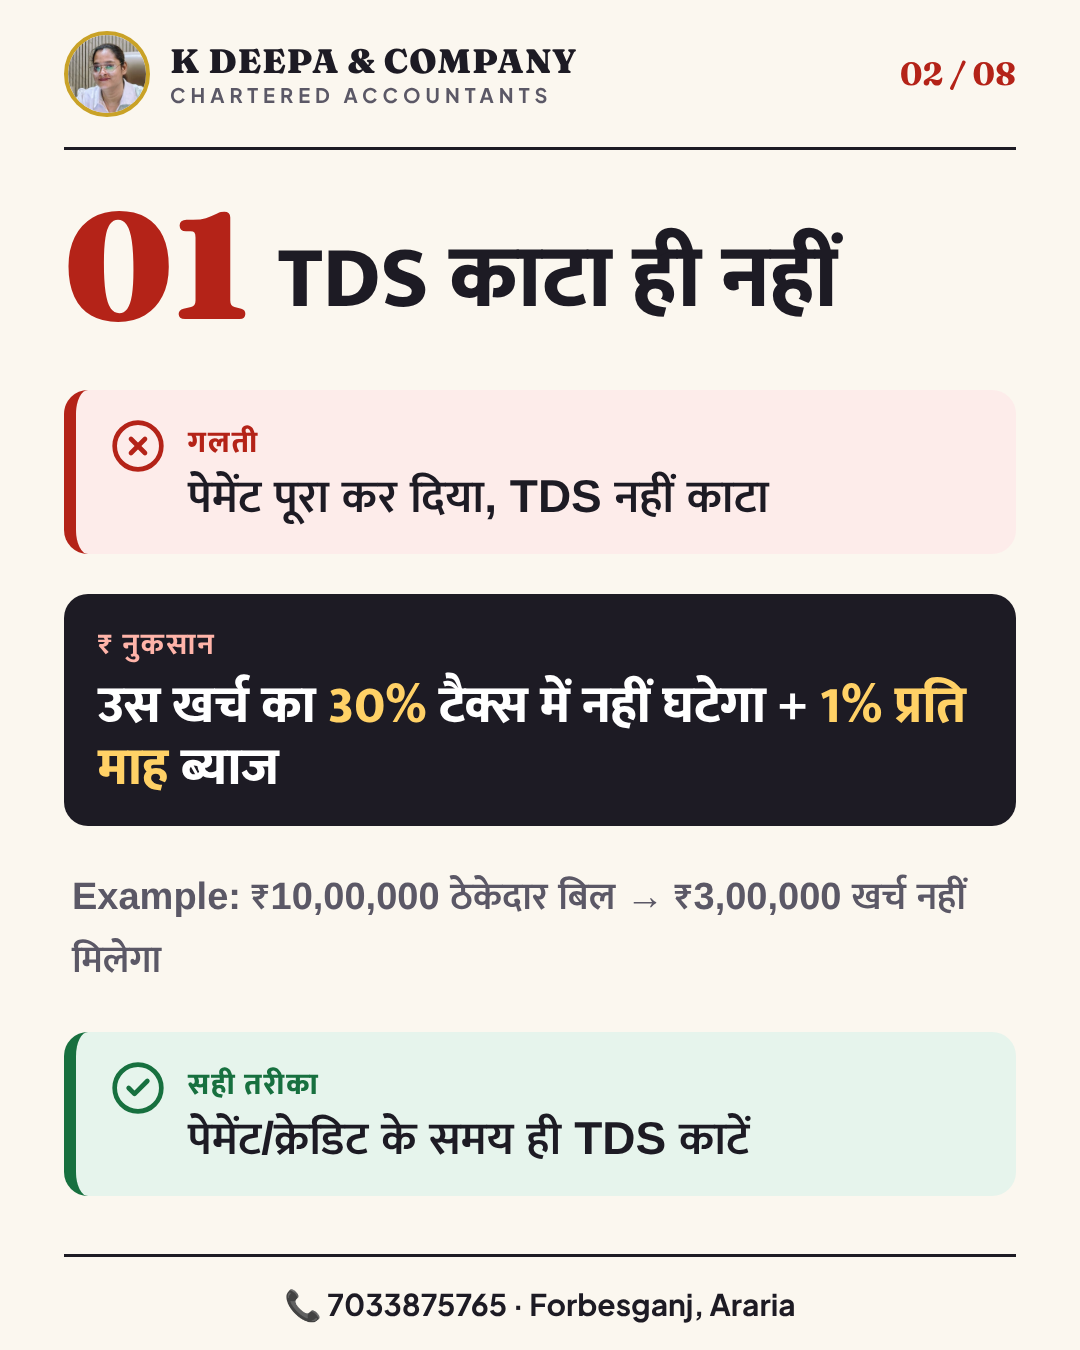 K DEEPA & COMPANY
CHARTERED ACCOUNTANTS
02 / 08
01 TDS काटा ही नहीं
गलती
पेमेंट पूरा कर दिया, TDS नहीं काटा
₹ नुकसान
उस खर्च का 30% टैक्स में नहीं घटेगा + 1% प्रति
माह ब्याज
Example: ₹10,00,000 ठेकेदार बिल → ₹3,00,000 खर्च नहीं
मिलेगा
सही तरीका
पेमेंट/क्रेडिट के समय ही TDS काटें
📞 7033875765 · Forbesganj, Araria